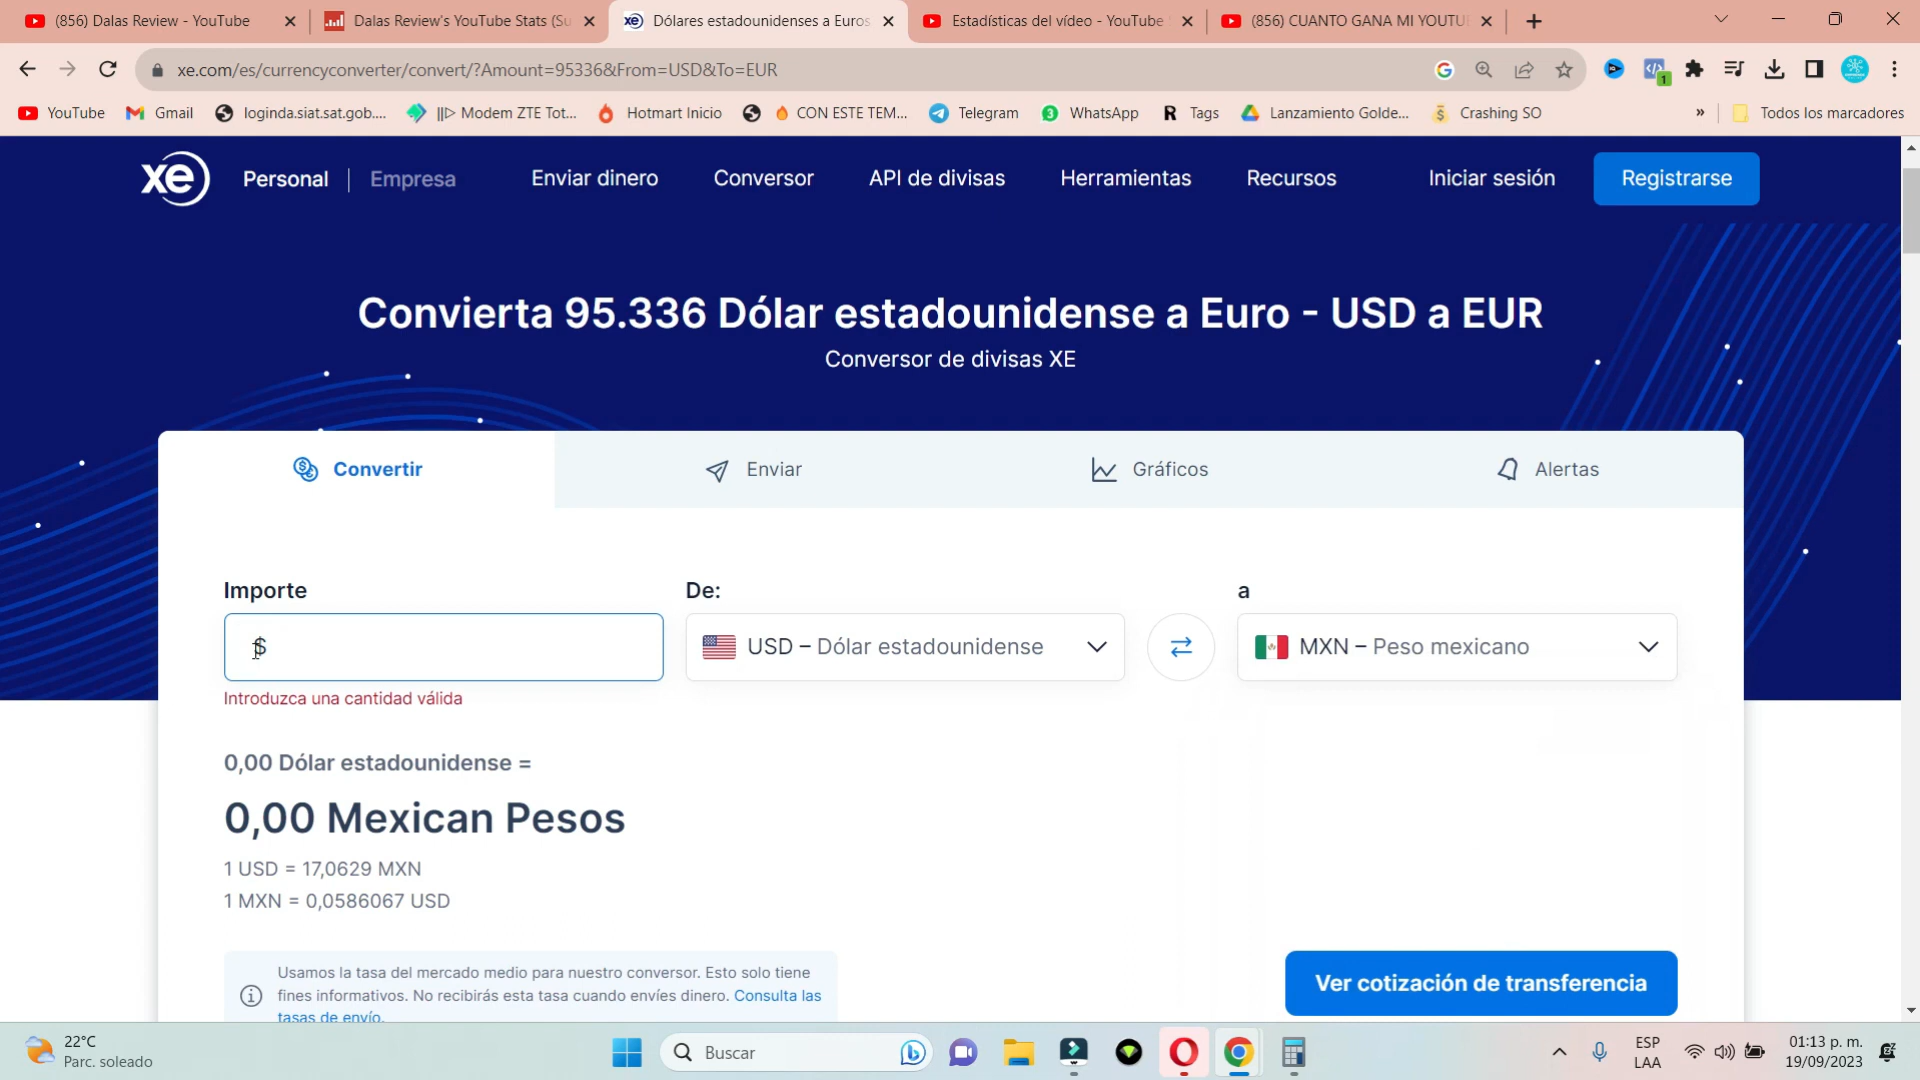 (856) Dalas Review - YouTube
Dalas Review's YouTube Stats (Su
xe Dólares estadounidenses a Euros
Estadísticas del vídeo - YouTube S
(856) CUANTO GANA MI YOUTU
xe.com/es/currencyconverter/convert/?Amount=95336&From=USD&To=EUR
1
YouTube
Gmail
loginda.siat.sat.gob....
||▷ Modem ZTE Tot...
Hotmart Inicio
CON ESTE TEM...
Telegram
3 WhatsApp
R Tags
Lanzamiento Golde...
Crashing SO
»
Todos los marcadores
xe
Personal
Empresa
Enviar dinero
Conversor
API de divisas
Herramientas
Recursos
Iniciar sesión
Registrarse
Convierta 95.336 Dólar estadounidense a Euro - USD a EUR
Conversor de divisas XE
Convertir
Enviar
Gráficos
Alertas
Importe
De:
a
$
USD – Dólar estadounidense
MXN – Peso mexicano
Introduzca una cantidad válida
0,00 Dólar estadounidense =
0,00 Mexican Pesos
1 USD = 17,0629 MXN
1 MXN = 0,0586067 USD
Usamos la tasa del mercado medio para nuestro conversor. Esto solo tiene
fines informativos. No recibirás esta tasa cuando envíes dinero. Consulta las
tasas de envío.
Ver cotización de transferencia
22°C
Parc. soleado
Buscar
ESP
LAA
01:13 p. m.
19/09/2023